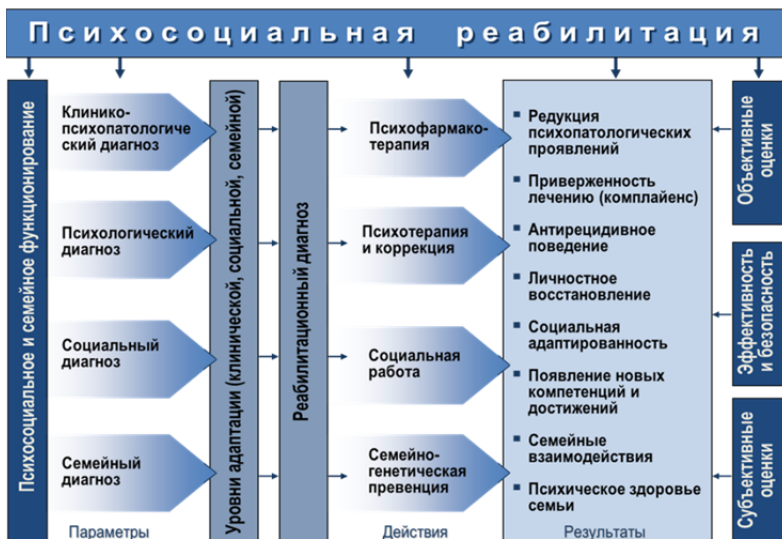 Психосоциальная реабилитация
Психосоциальное и семейное функционирование
Клинико-
психопатологиче
ский диагноз
Психологический
диагноз
Социальный
диагноз
Семейный
диагноз
Параметры
Уровни адаптации (клинической, социальной, семейной)
Реабилитационный диагноз
Психофармако-
терапия
Психотерапия
и коррекция
Социальная
работа
Семейно-
генетическая
превенция
Действия
▪ Редукция
психопатологических
проявлений
▪ Приверженность
лечению (комплайенс)
▪ Антирецидивное
поведение
▪ Личностное
восстановление
▪ Социальная
адаптированность
▪ Появление новых
компетенций и
достижений
▪ Семейные
взаимодействия
▪ Психическое здоровье
семьи
Результаты
Объективные
оценки
Эффективность
и безопасность
Субъективные
оценки